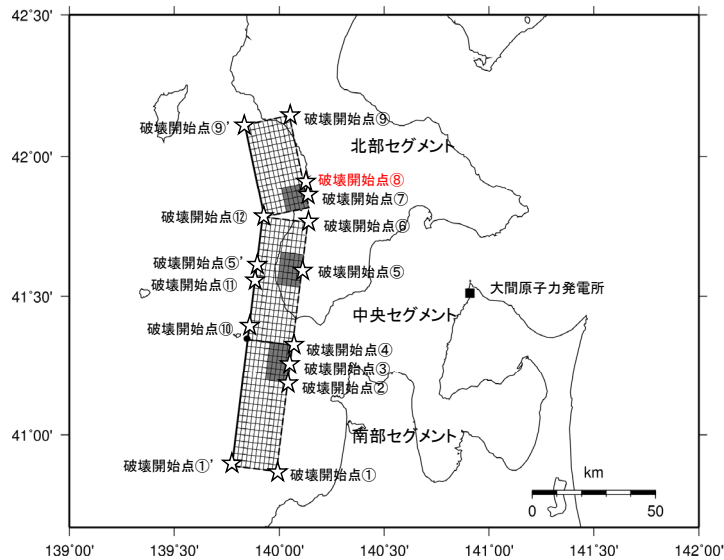 42°30'
破壊開始点⑨'
破壊開始点⑨
北部セグメント
42°00'
破壊開始点⑧
破壊開始点⑦
破壊開始点⑫
破壊開始点⑥
破壊開始点⑤'
破壊開始点⑤
破壊開始点⑪
大間原子力発電所
41°30'
中央セグメント
破壊開始点⑩
破壊開始点④
破壊開始点③
破壊開始点②
41°00'
南部セグメント
破壊開始点①'
破壊開始点①
km
0 50
139°00' 139°30' 140°00' 140°30' 141°00' 141°30' 142°00'